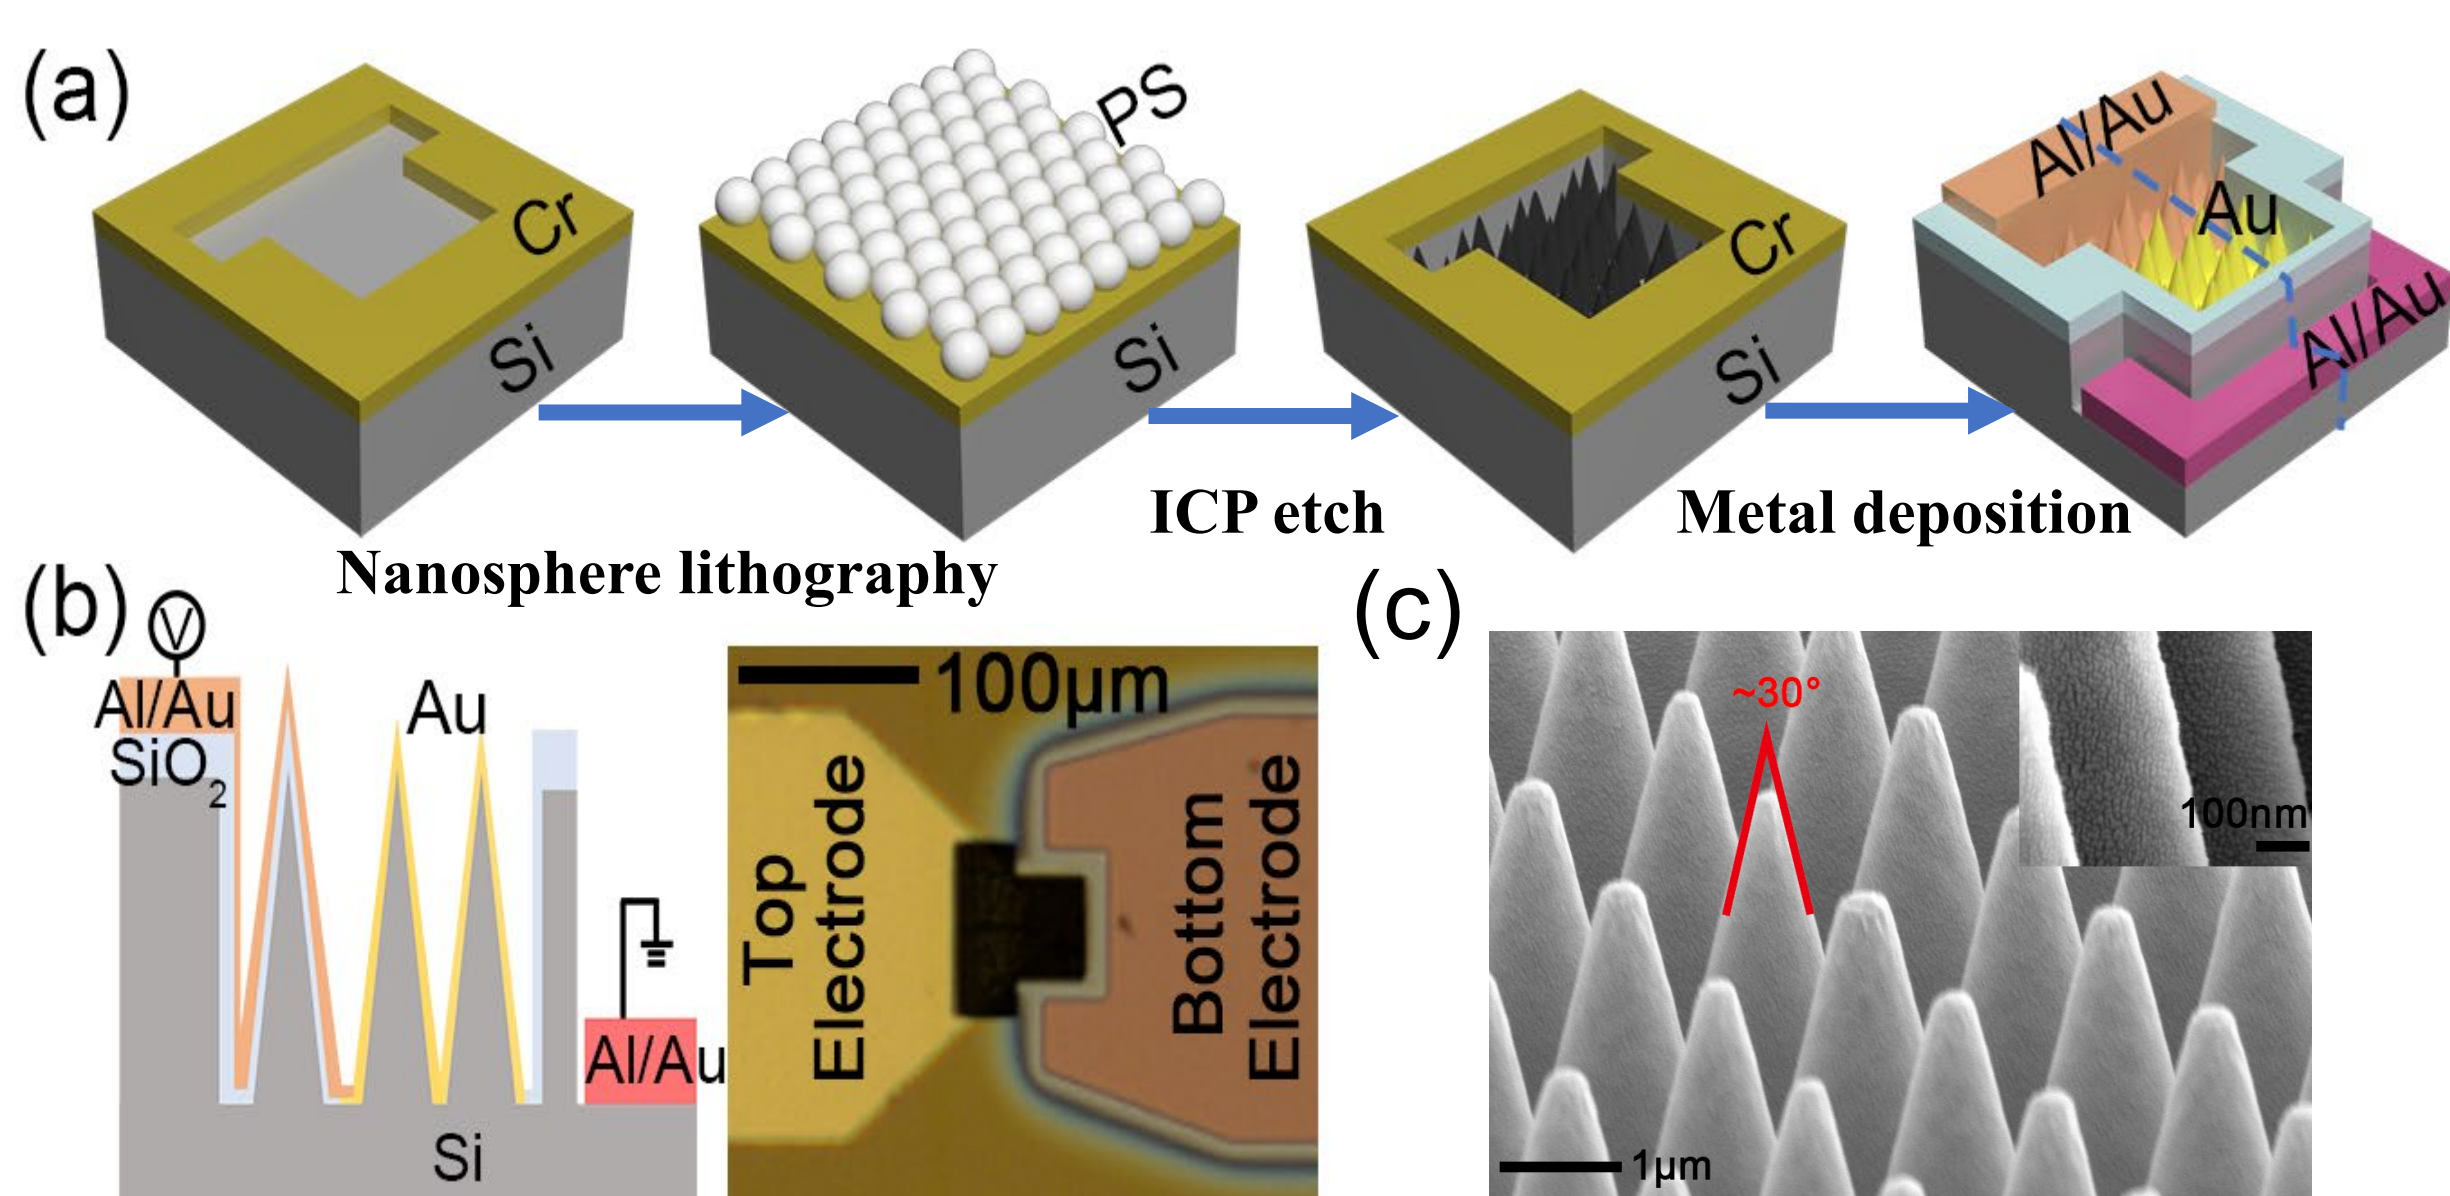 (a)
Cr
Si
PS
Si
Cr
Si
Al/Au
Au
Al/Au
Nanosphere lithography
ICP etch
Metal deposition
(b)
V
Al/Au
SiO₂
Au
Al/Au
Si
100μm
Top
Electrode
Bottom
Electrode
(c)
~30°
100nm
1μm